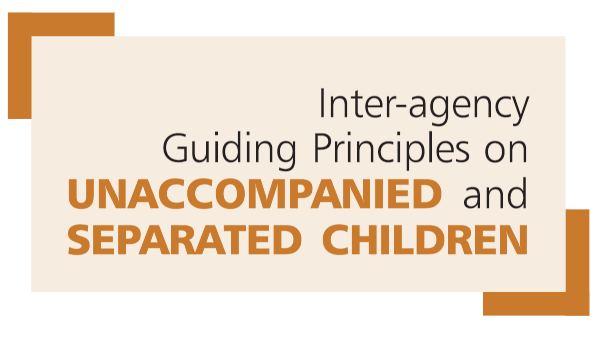 Inter-agency
Guiding Principles on
UNACCOMPANIED and
SEPARATED CHILDREN